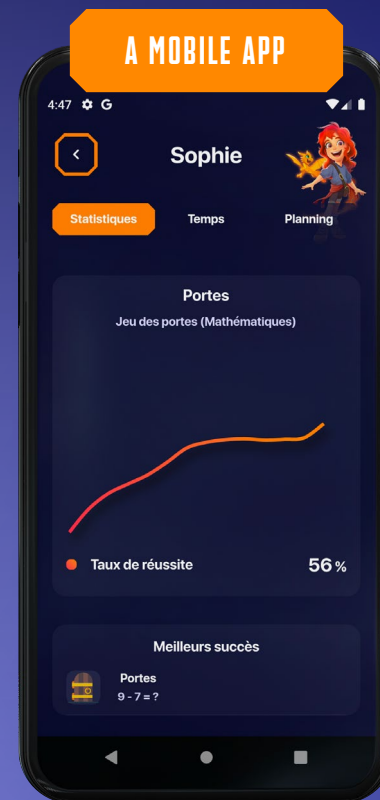 A MOBILE APP
4:47 G
Sophie
Statistiques Temps Planning
Portes
Jeu des portes (Mathématiques)
Taux de réussite 56 %
Meilleurs succès
Portes
9 - 7 = ?